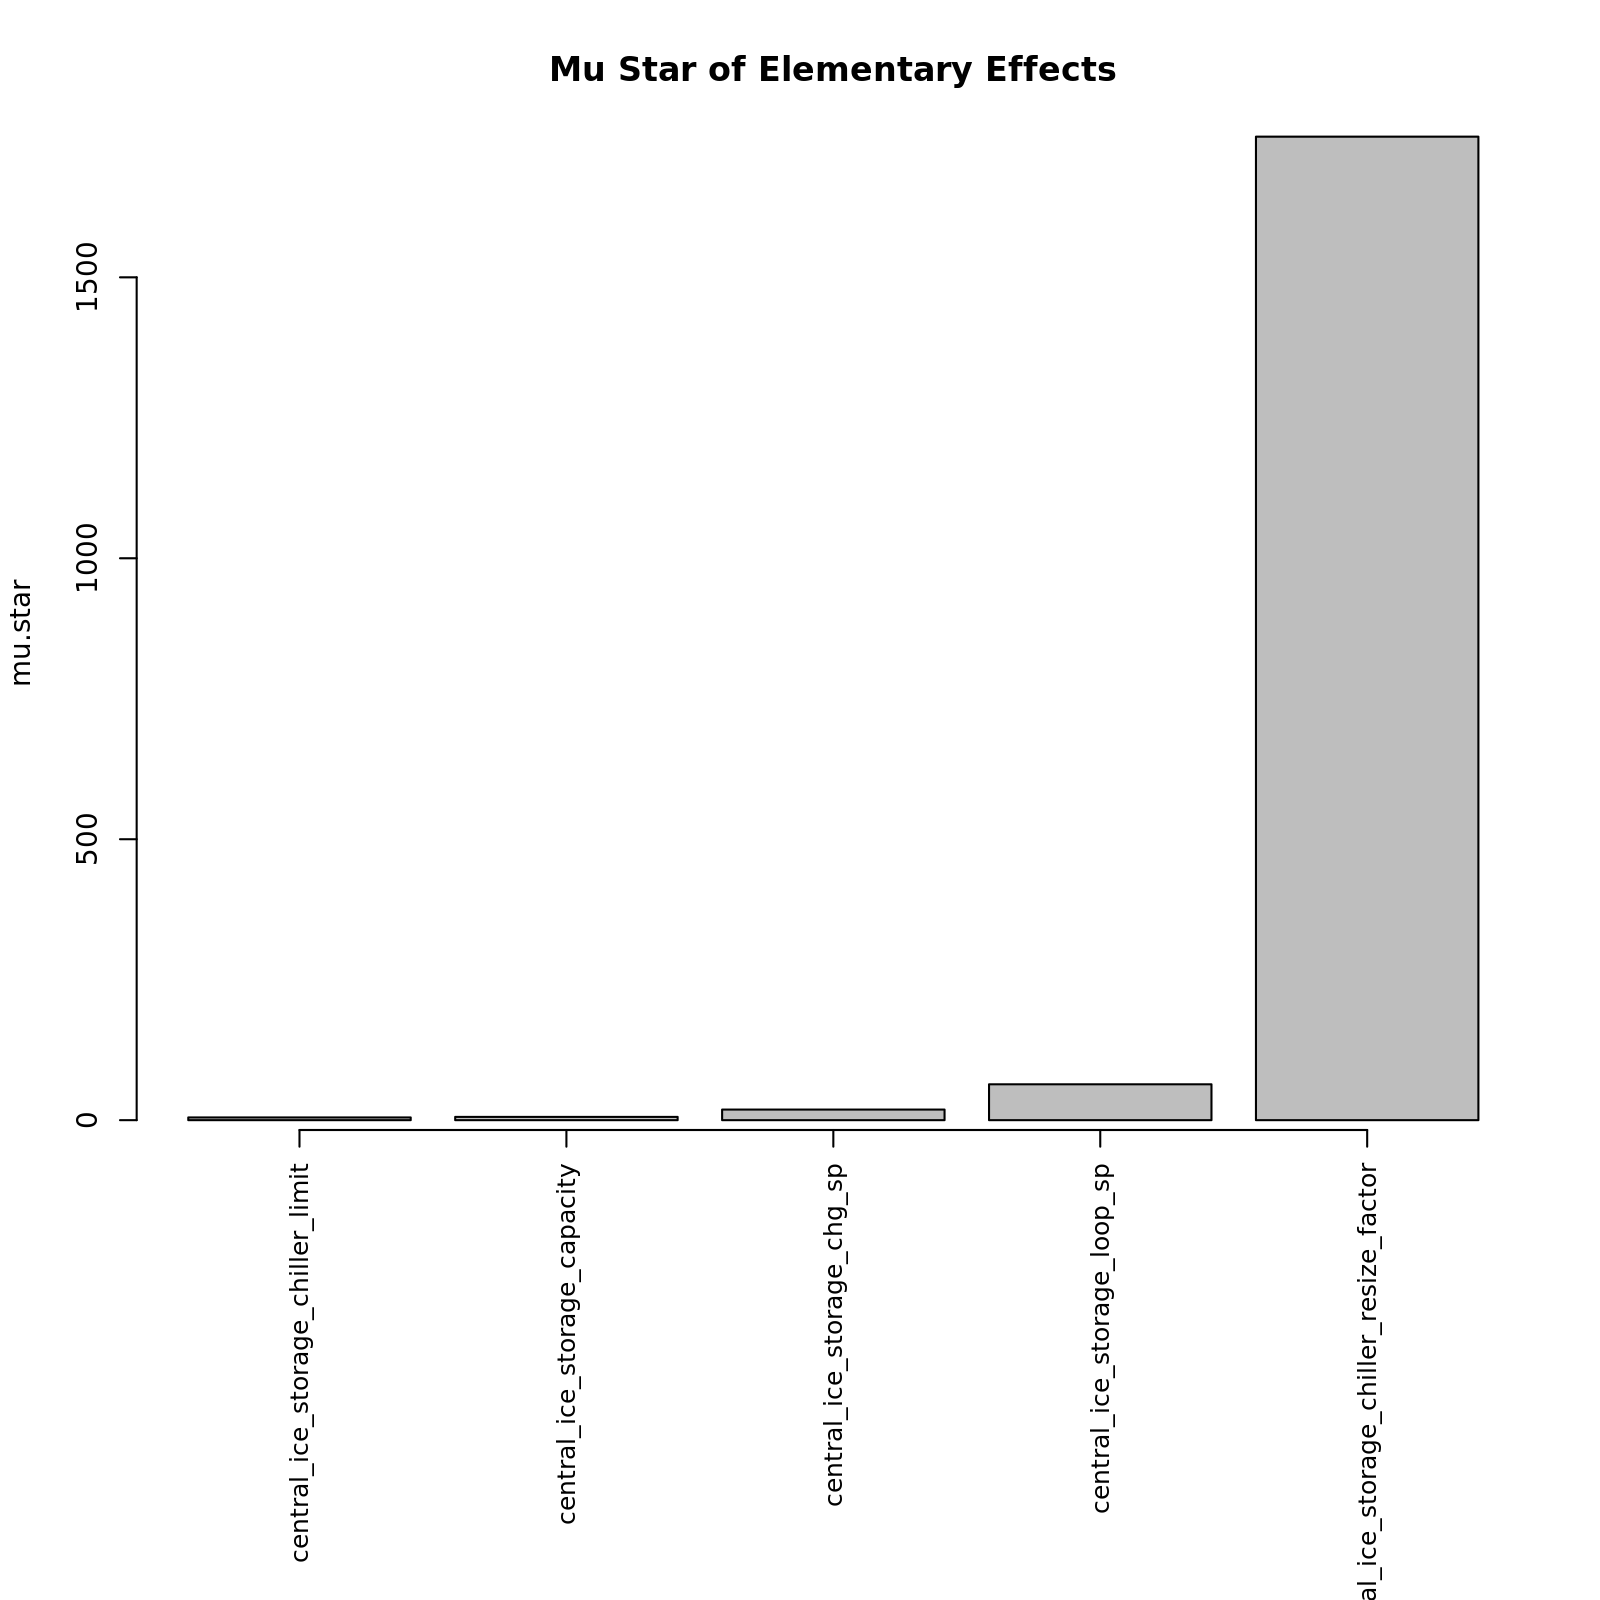 Mu Star of Elementary Effects
mu.star
1500
1000
500
0
central_ice_storage_chiller_limit
central_ice_storage_capacity
central_ice_storage_chg_sp
central_ice_storage_loop_sp
al_ice_storage_chiller_resize_factor